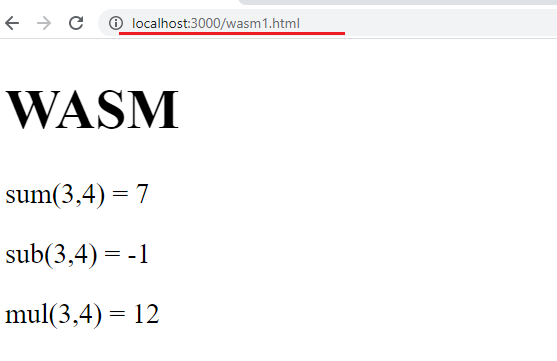 localhost:3000/wasm1.html
WASM
sum(3,4) = 7
sub(3,4) = -1
mul(3,4) = 12